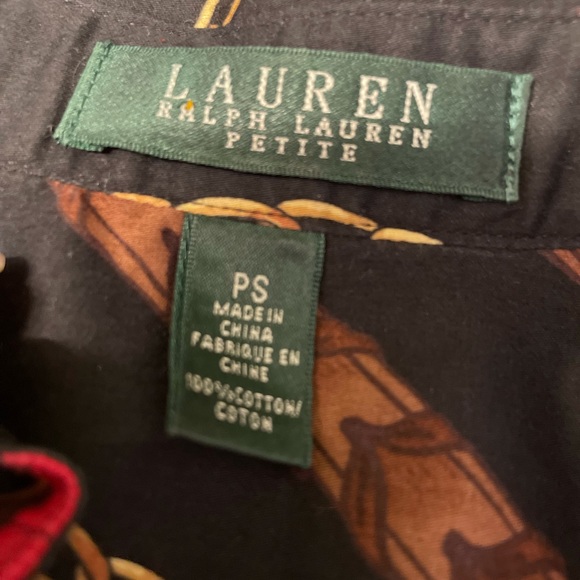 LAUREN
RALPH LAUREN
PETITE
PS
MADE IN
CHINA
FABRIQUE EN
CHINE
100% COTTON/
COTON